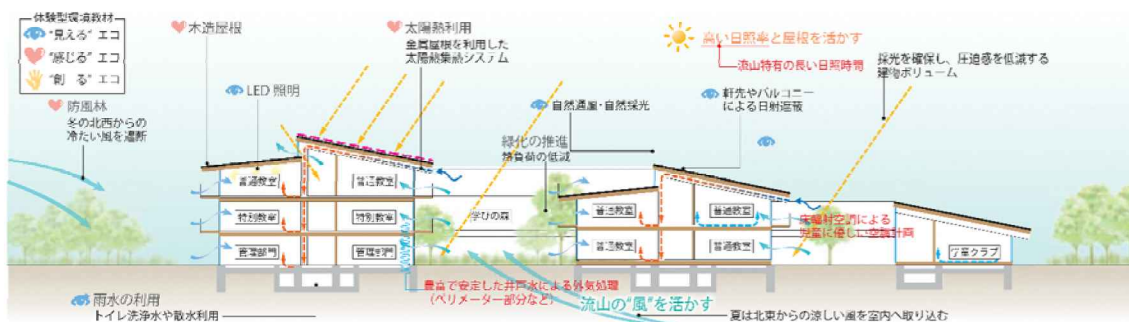 体験型環境教材
"見える"エコ
"感じる"エコ
"創 る"エコ
防風林
冬の北西からの
冷たい風を遮断
木造屋根
LED 照明
太陽熱利用
金属屋根を利用した
太陽熱集熱システム
自然通風・自然採光
緑化の推進
熱負荷の低減
高い日照率と屋根を活かす
流山特有の長い日照時間
軒先やバルコニー
による日射遮蔽
採光を確保し、圧迫感を低減する
建物ボリューム
普通教室
普通教室
特別教室
特別教室
管理部門
管理部門
学びの森
普通教室
普通教室
普通教室
普通教室
床輻射空調による
児童に優しい空調計画
学童クラブ
豊富で安定した井戸水による外気処理
（ペリメーター部分など）
流山の"風"を活かす
雨水の利用
トイレ洗浄水や散水利用
夏は北東からの涼しい風を室内へ取り込む